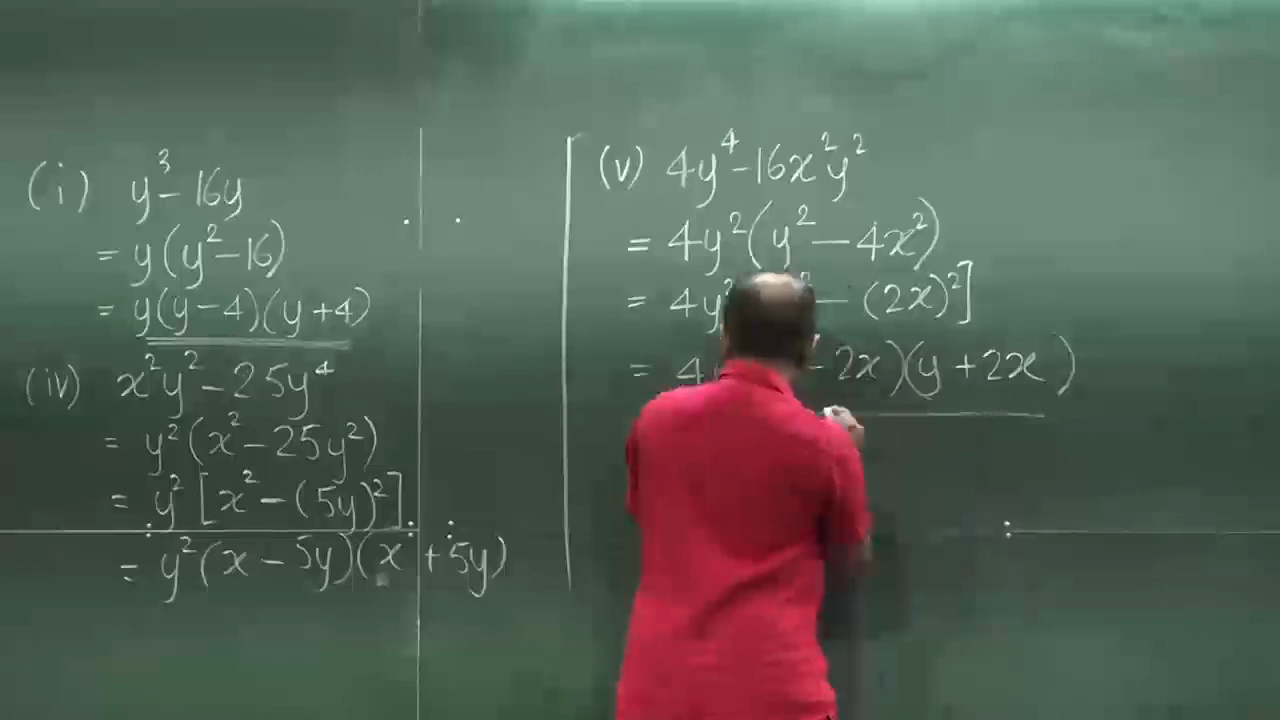 (i) y³ - 16y
= y(y² - 16)
= y(y - 4)(y + 4)
(iv) x²y² - 25y⁴
= y²(x² - 25y²)
= y²[x² - (5y)²]
= y²(x - 5y)(x + 5y)
(v) 4y⁴ - 16x²y²
= 4y²(y² - 4x²)
= 4y - (2x)²]
= 4 - 2x)(y + 2x)